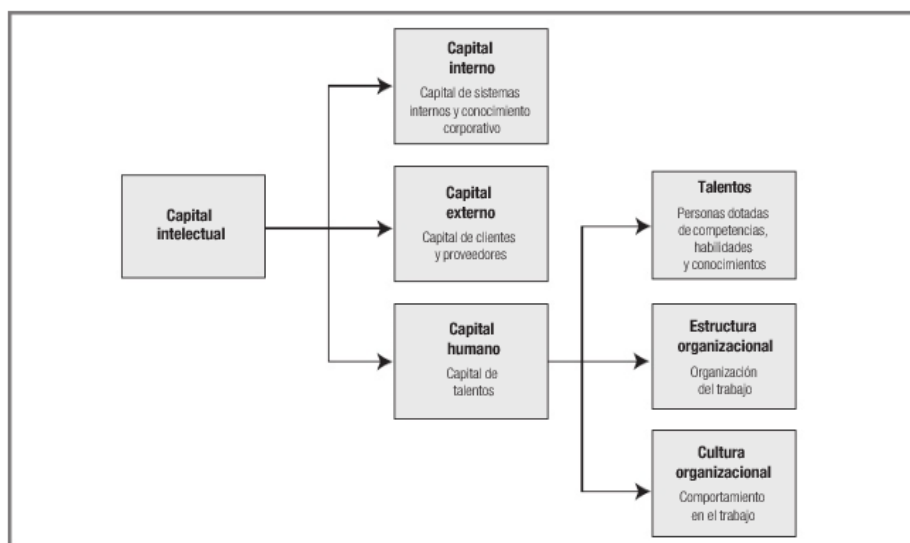 Capital
intelectual
Capital
interno
Capital de sistemas
internos y conocimiento
corporativo
Capital
externo
Capital de clientes
y proveedores
Capital
humano
Capital de
talentos
Talentos
Personas dotadas
de competencias,
habilidades
y conocimientos
Estructura
organizacional
Organización
del trabajo
Cultura
organizacional
Comportamiento
en el trabajo